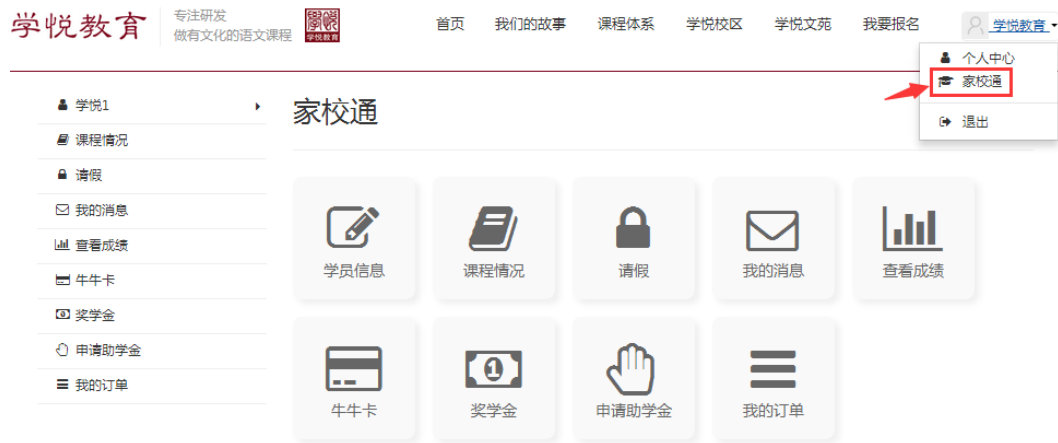 学悦教育
专注研发
做有文化的语文课程
学悦
学悦教育
首页 我们的故事 课程体系 学悦校区 学悦文苑 我要报名 学悦教育
个人中心
家校通
退出
学悦1
课程情况
请假
我的消息
查看成绩
牛牛卡
奖学金
申请助学金
我的订单
家校通
学员信息 课程情况 请假 我的消息 查看成绩
牛牛卡 奖学金 申请助学金 我的订单